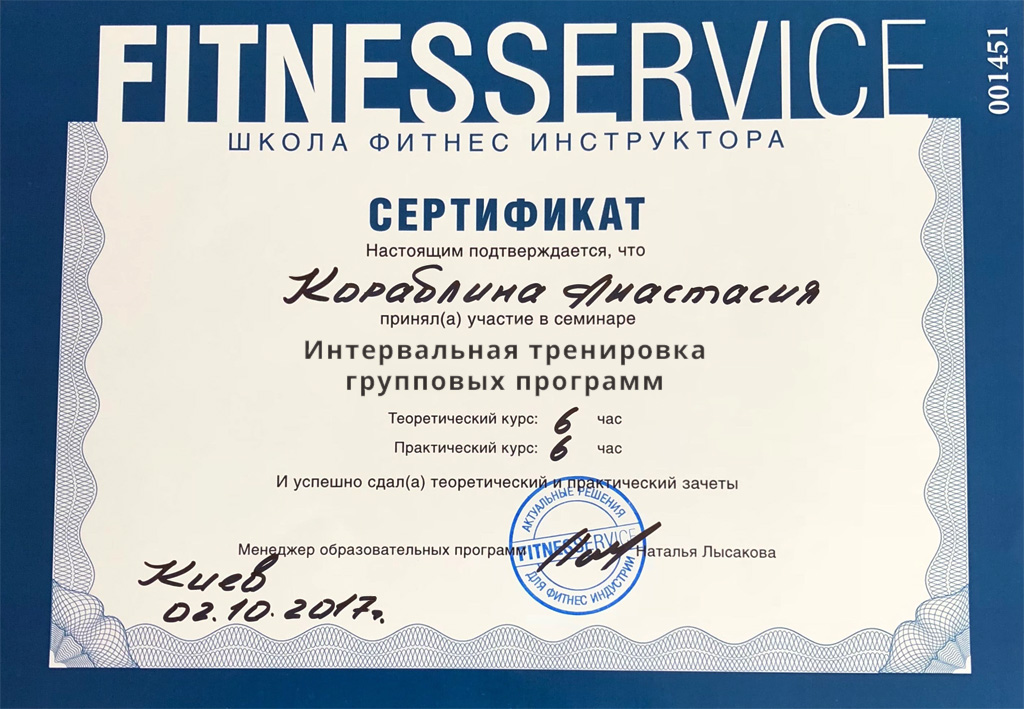 FITNESSERVICE
001451
ШКОЛА ФИТНЕС ИНСТРУКТОРА
СЕРТИФИКАТ
Настоящим подтверждается, что
Кораблина Анастасия
принял(а) участие в семинаре
Интервальная тренировка
групповых программ
Теоретический курс: 6 час
Практический курс: 6 час
И успешно сдал(а) теоретический и практический зачеты
АКТУАЛЬНЫЕ РЕШЕНИЯ
FITNESSERVICE
ДЛЯ ФИТНЕС ИНДУСТРИИ
Менеджер образовательных программ Наталья Лысакова
Киев
02.10.2017г.